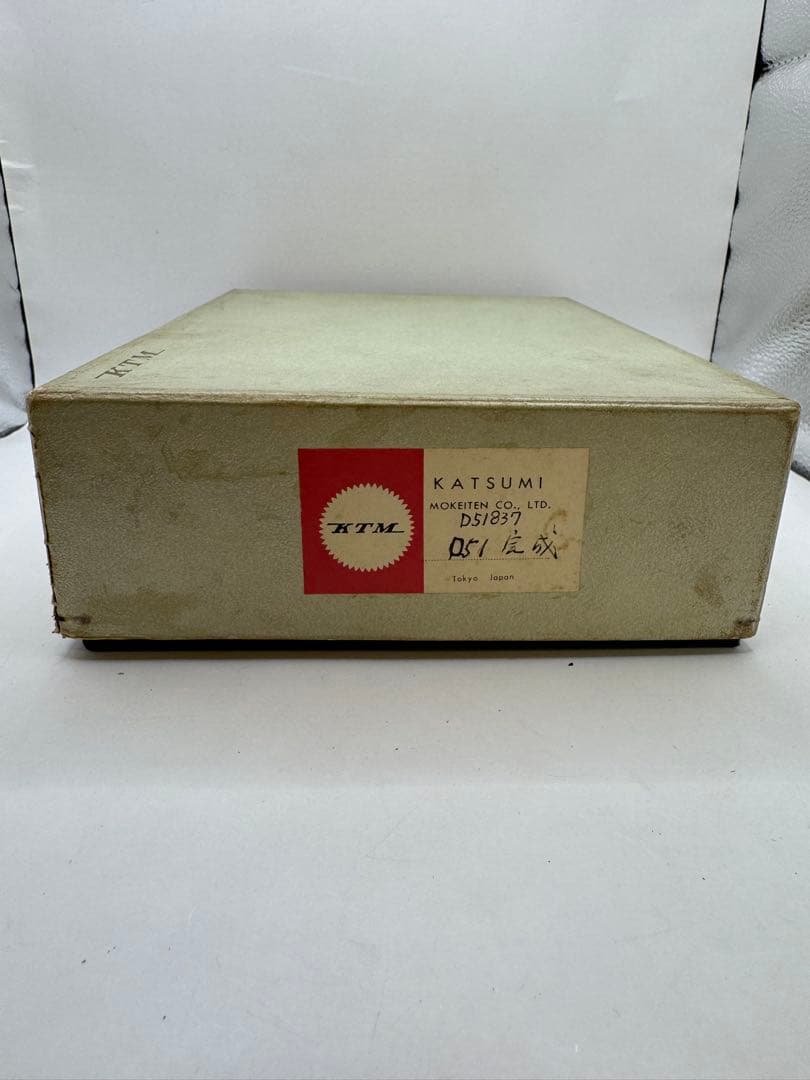 KTM
KTM
KATSUMI
MOKEITEN CO., LTD.
D51837
D51 完成
Tokyo Japan